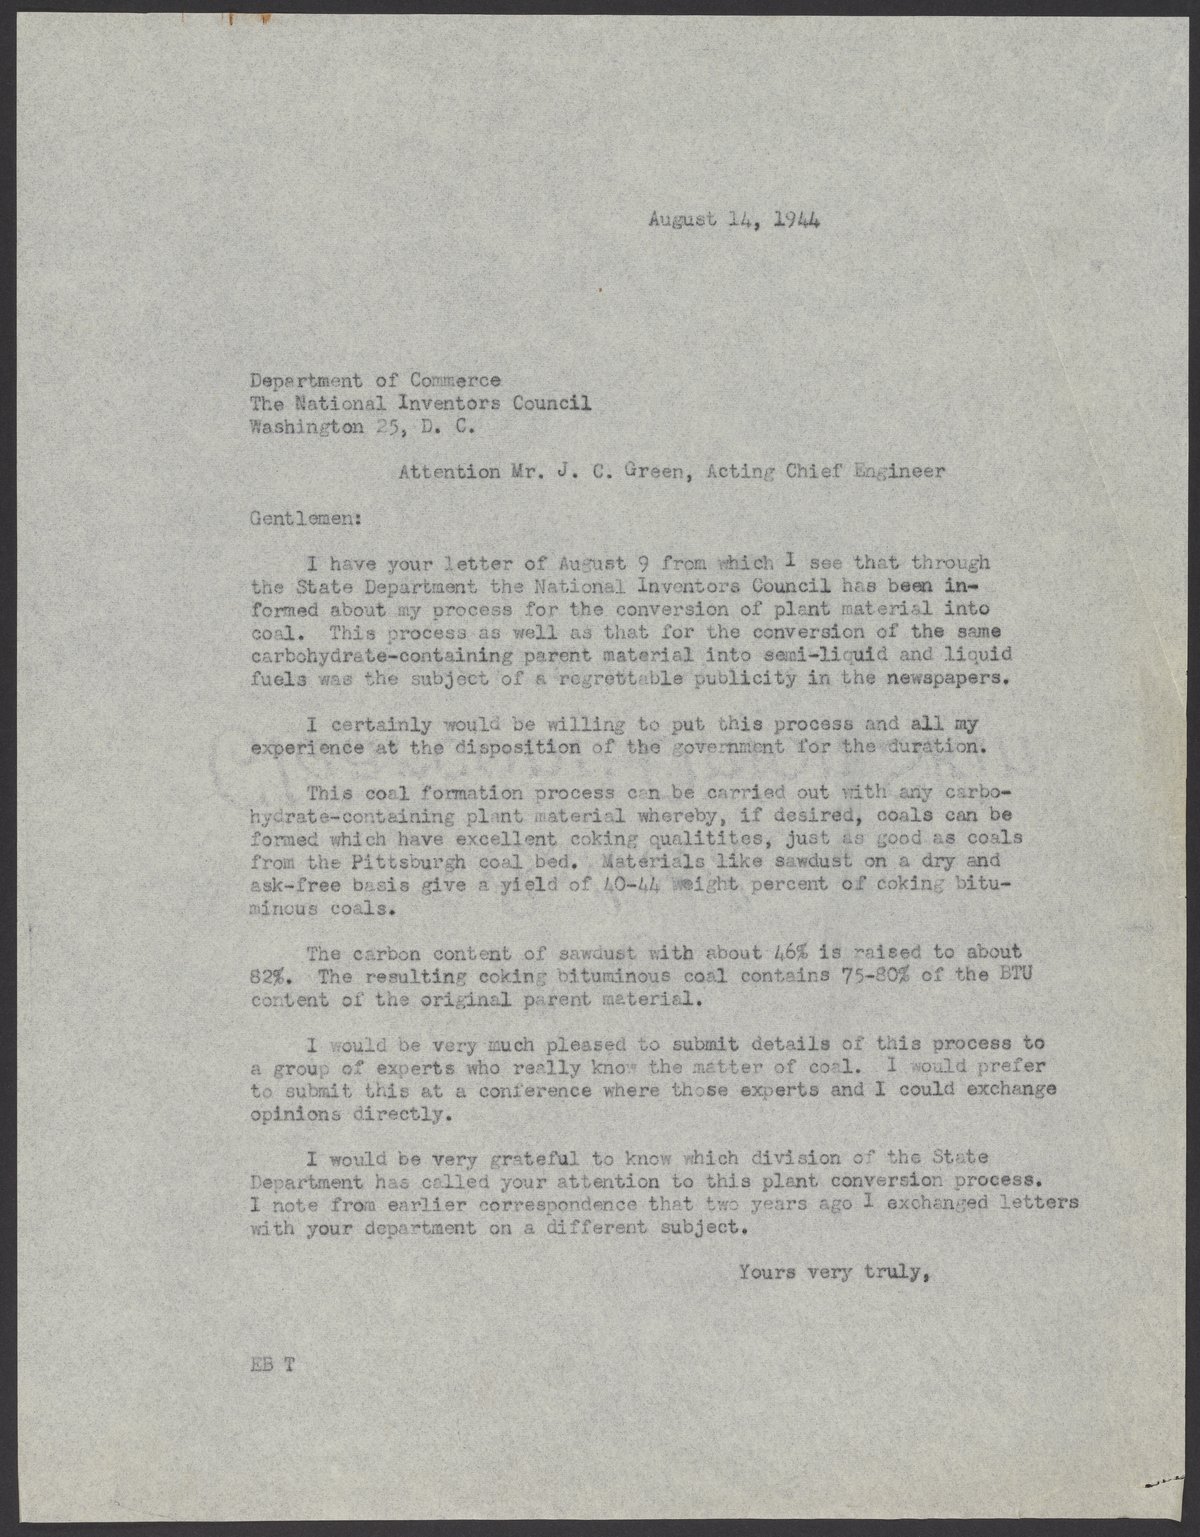 August 14, 1944
Department of Commerce
The National Inventors Council
Washington 25, D. C.
Attention Mr. J. C. Green, Acting Chief Engineer
Gentlemen:
I have your letter of August 9 from which I see that through
the State Department the National Inventors Council has been in-
formed about my process for the conversion of plant material into
coal. This process as well as that for the conversion of the same
carbohydrate-containing parent material into semi-liquid and liquid
fuels was the subject of a regrettable publicity in the newspapers.
I certainly would be willing to put this process and all my
experience at the disposition of the government for the duration.
This coal formation process can be carried out with any carbo-
hydrate-containing plant material whereby, if desired, coals can be
formed which have excellent coking qualitites, just as good as coals
from the Pittsburgh coal bed. Materials like sawdust on a dry and
ask-free basis give a yield of 40-44 weight percent of coking bitu-
minous coals.
The carbon content of sawdust with about 46% is raised to about
82%. The resulting coking bituminous coal contains 75-80% of the BTU
content of the original parent material.
I would be very much pleased to submit details of this process to
a group of experts who really know the matter of coal. I would prefer
to submit this at a conference where those experts and I could exchange
opinions directly.
I would be very grateful to know which division of the State
Department has called your attention to this plant conversion process.
I note from earlier correspondence that two years ago I exchanged letters
with your department on a different subject.
Yours very truly,
EB T